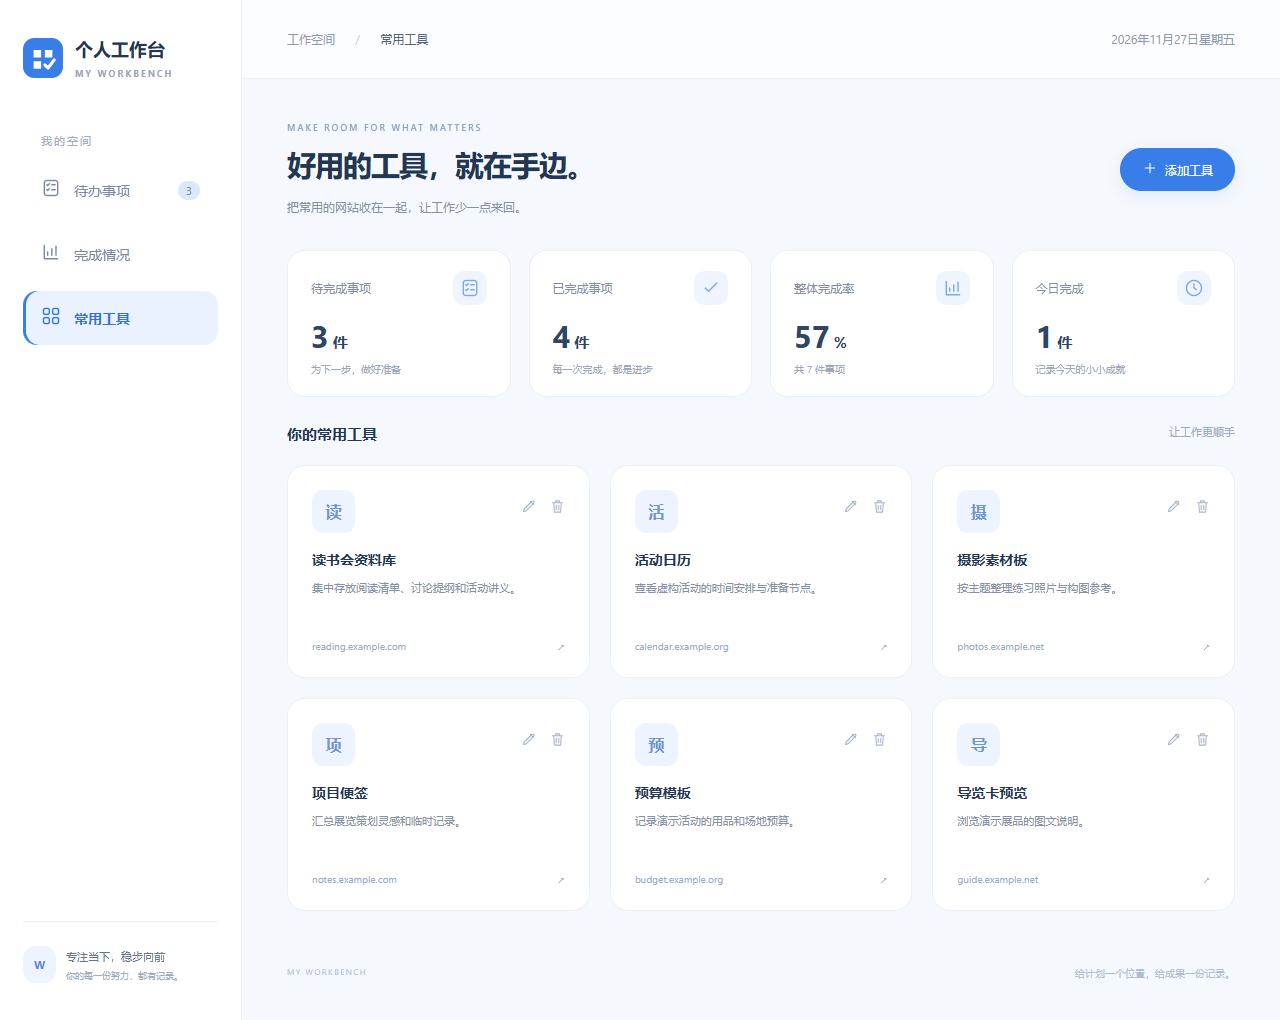 个人工作台
MY WORKBENCH
我的空间
待办事项 3
完成情况
常用工具
专注当下，稳步向前
W
你的每一份努力，都有记录。
工作空间 / 常用工具
2026年11月27日星期五
MAKE ROOM FOR WHAT MATTERS
好用的工具，就在手边。
把常用的网站收在一起，让工作少一点来回。
添加工具
待完成事项
3 件
为下一步，做好准备
已完成事项
4 件
每一次完成，都是进步
整体完成率
57 %
共 7 件事项
今日完成
1 件
记录今天的小小成就
你的常用工具
让工作更顺手
读
读书会资料库
集中存放阅读清单、讨论提纲和活动讲义。
reading.example.com ↗
活
活动日历
查看虚构活动的时间安排与准备节点。
calendar.example.org ↗
摄
摄影素材板
按主题整理练习照片与构图参考。
photos.example.net ↗
项
项目便签
汇总展览策划灵感和临时记录。
notes.example.com ↗
预
预算模板
记录演示活动的用品和场地预算。
budget.example.org ↗
导
导览卡预览
浏览演示展品的图文说明。
guide.example.net ↗
MY WORKBENCH
给计划一个位置，给成果一份记录。